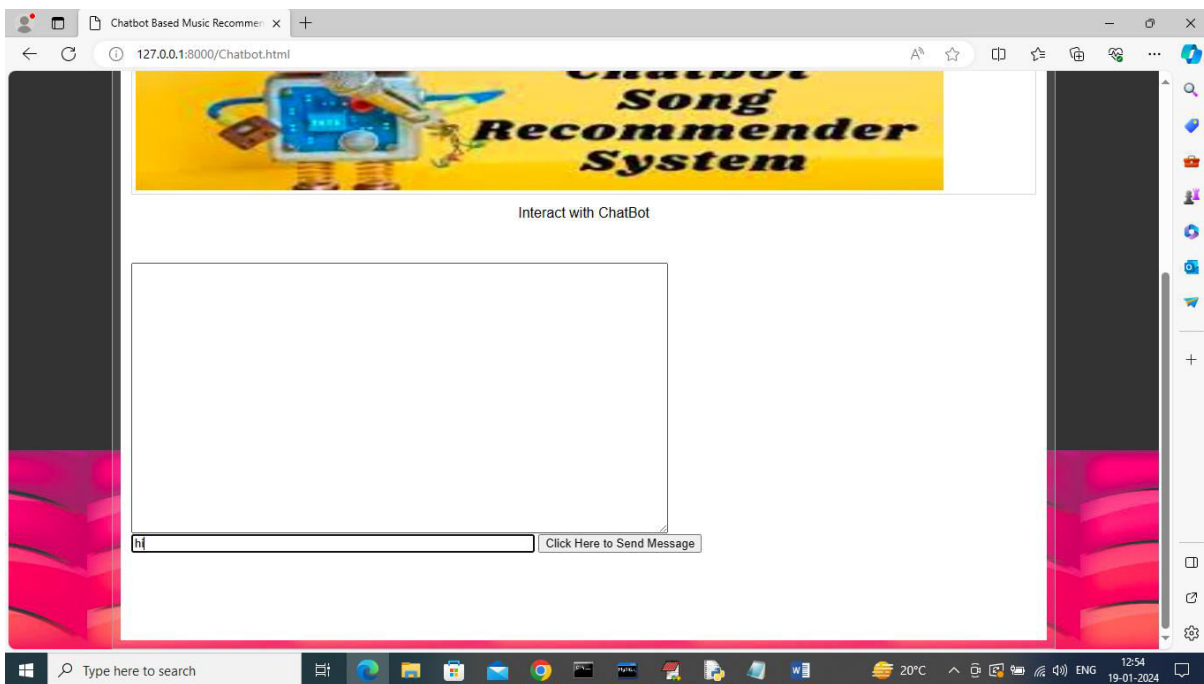 Chatbot Based Music Recommen
127.0.0.1:8000/Chatbot.html
Chatbot
Song
Recommender
System
Interact with ChatBot
hi
Click Here to Send Message
Type here to search
20°C
ENG
12:54
19-01-2024